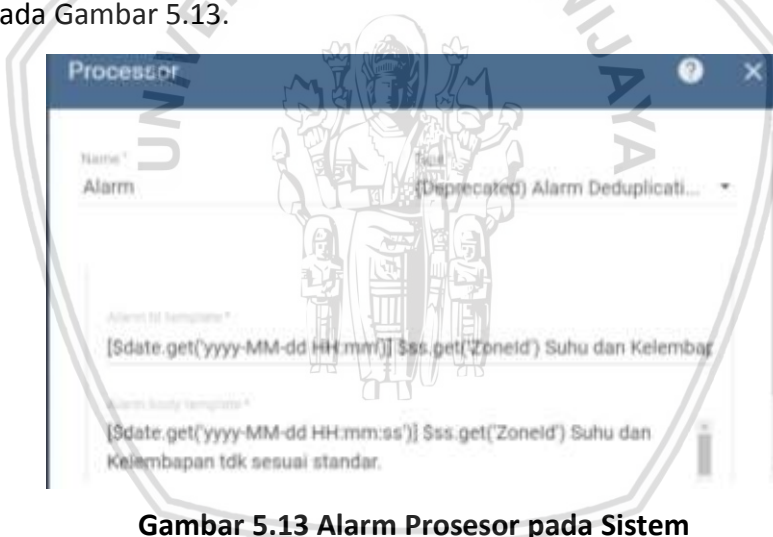 ada Gambar 5.13.
Processor
?
×
Name *
Type
Alarm
(Deprecated) Alarm Deduplicati...
Alarm Id template *
[$date.get('yyyy-MM-dd HH:mm')] $ss.get('ZoneId') Suhu dan Kelembap
Alarm body template *
[$date.get('yyyy-MM-dd HH:mm:ss')] $ss.get('ZoneId') Suhu dan
Kelembapan tdk sesuai standar.
Gambar 5.13 Alarm Prosesor pada Sistem